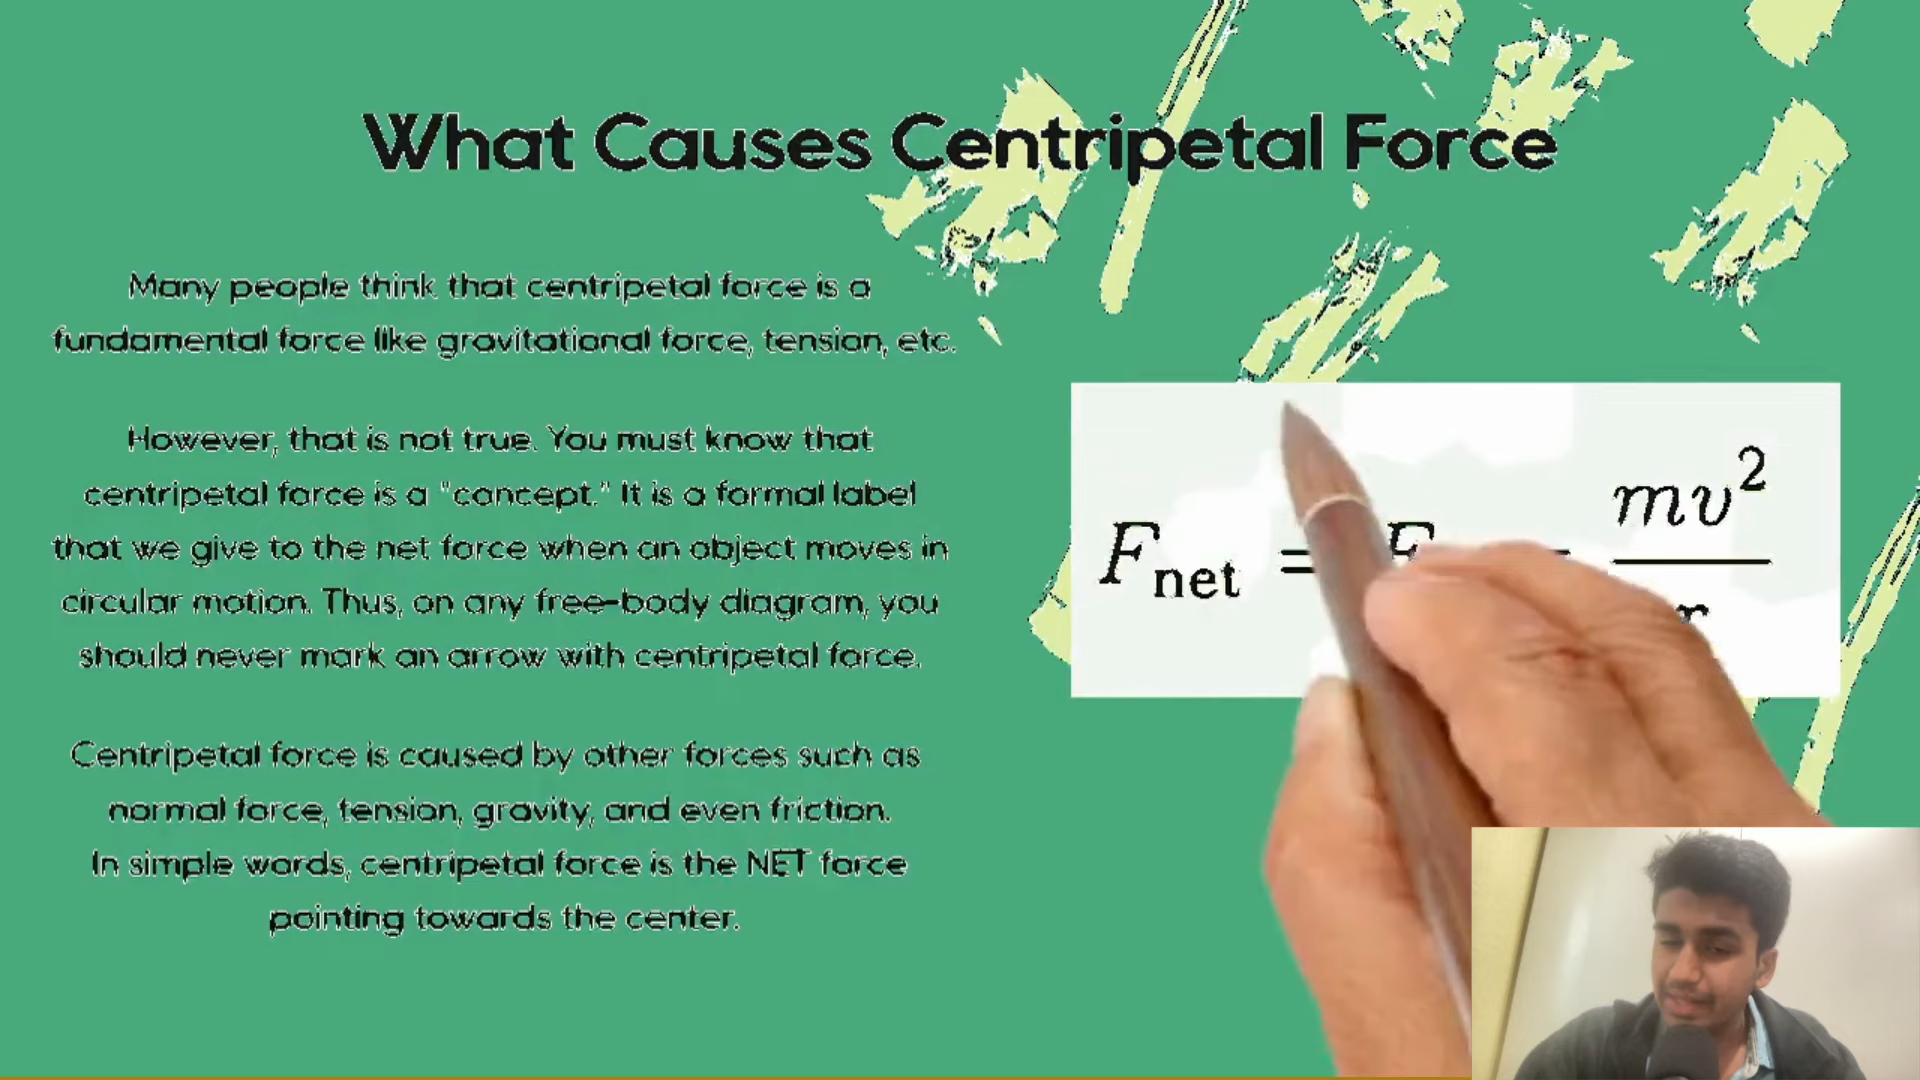 What Causes Centripetal Force
Many people think that centripetal force is a
fundamental force like gravitational force, tension, etc.
However, that is not true. You must know that
centripetal force is a "concept." It is a formal label
that we give to the net force when an object moves in
circular motion. Thus, on any free-body diagram, you
should never mark an arrow with centripetal force.
Centripetal force is caused by other forces such as
normal force, tension, gravity, and even friction.
In simple words, centripetal force is the NET force
pointing towards the center.
F_net = F = mv²/r